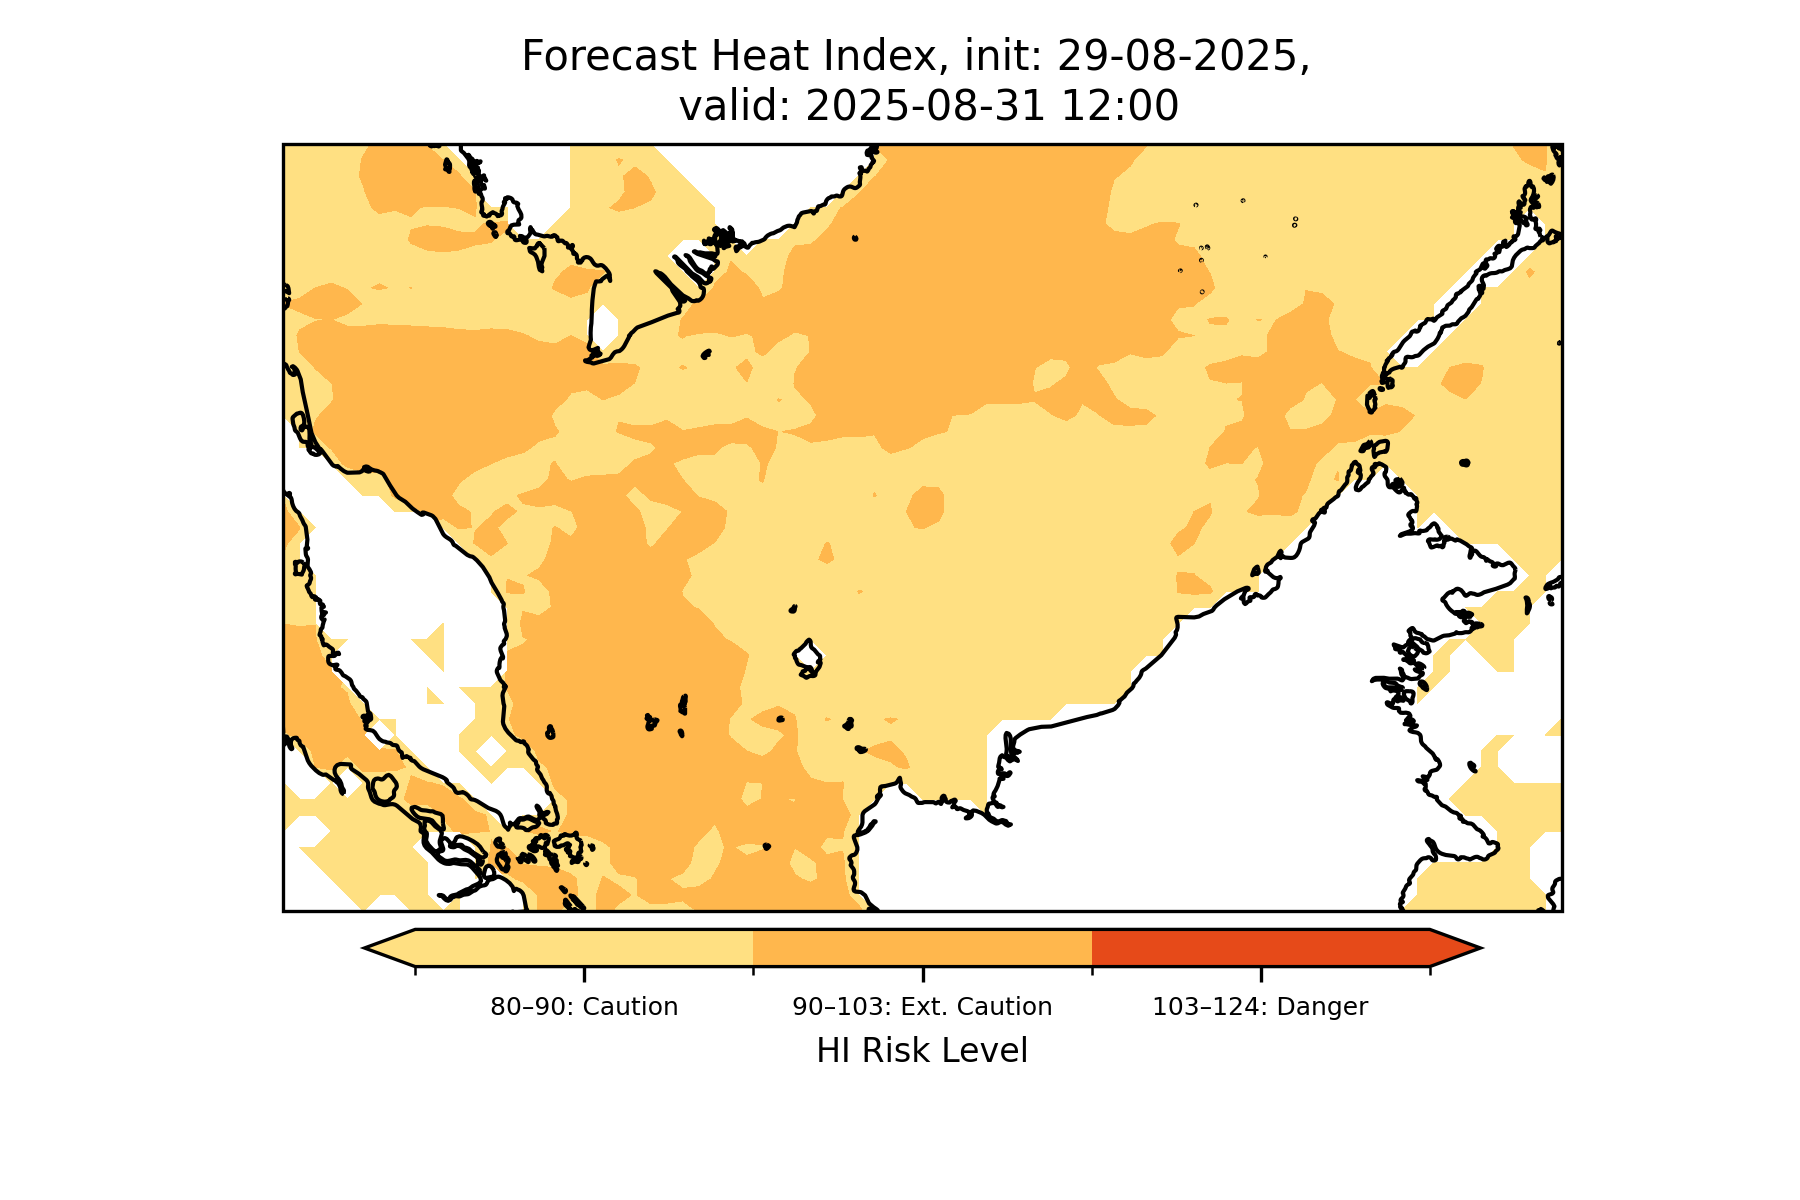 Forecast Heat Index, init: 29-08-2025,
valid: 2025-08-31 12:00
80–90: Caution
90–103: Ext. Caution
103–124: Danger
HI Risk Level